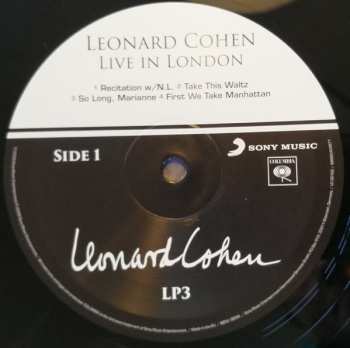 LEONARD COHEN
LIVE IN LONDON
1 Recitation w/N.L. 2 Take This Waltz
3 So Long, Marianne 4 First We Take Manhattan
SIDE 1
SONY MUSIC
COLUMBIA
Leonard Cohen
LP3